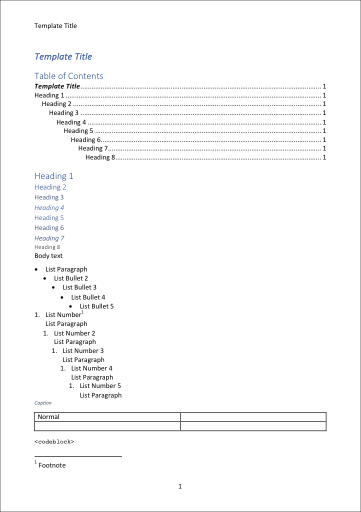 Template Title
Template Title
Table of Contents
Template Title 1
Heading 1 1
Heading 2 1
Heading 3 1
Heading 4 1
Heading 5 1
Heading 6 1
Heading 7 1
Heading 8 1
Heading 1
Heading 2
Heading 3
Heading 4
Heading 5
Heading 6
Heading 7
Heading 8
Body text
• List Paragraph
• List Bullet 2
• List Bullet 3
• List Bullet 4
• List Bullet 5
1. List Number1
List Paragraph
1. List Number 2
List Paragraph
1. List Number 3
List Paragraph
1. List Number 4
List Paragraph
1. List Number 5
List Paragraph
Caption
Normal
<codeblock>
1 Footnote
1